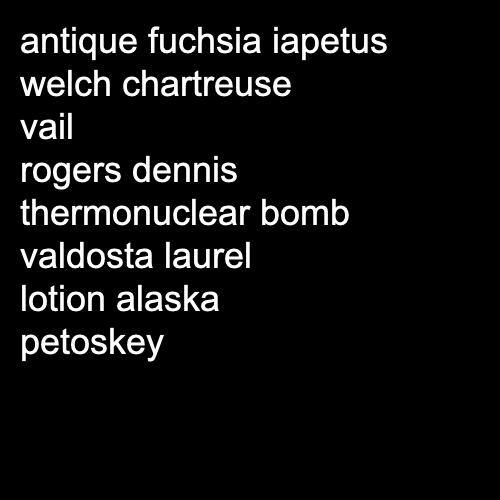 antique fuchsia iapetus
welch chartreuse
vail
rogers dennis
thermonuclear bomb
valdosta laurel
lotion alaska
petoskey